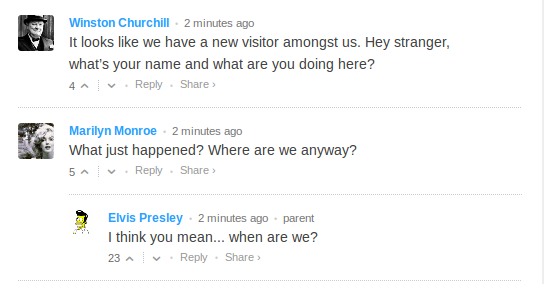 Winston Churchill • 2 minutes ago
It looks like we have a new visitor amongst us. Hey stranger,
what's your name and what are you doing here?
4 • Reply • Share ›
Marilyn Monroe • 2 minutes ago
What just happened? Where are we anyway?
5 • Reply • Share ›
Elvis Presley • 2 minutes ago • parent
I think you mean... when are we?
23 • Reply • Share ›